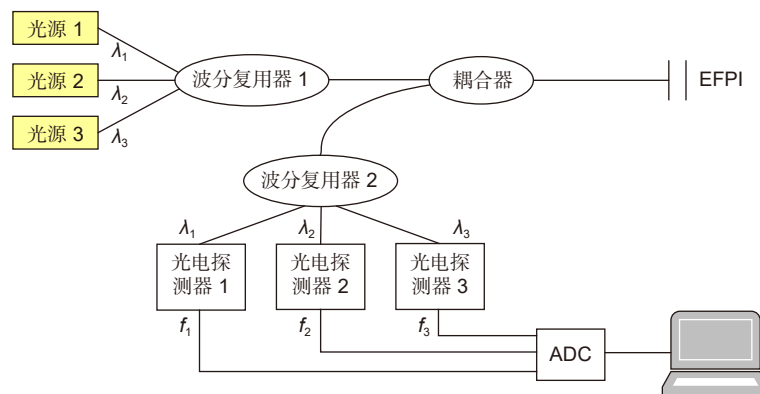 光源 1
λ1
光源 2
λ2
光源 3
λ3
波分复用器 1
耦合器
EFPI
波分复用器 2
λ1
λ2
λ3
光电探
测器 1
光电探
测器 2
光电探
测器 3
f1
f2
f3
ADC